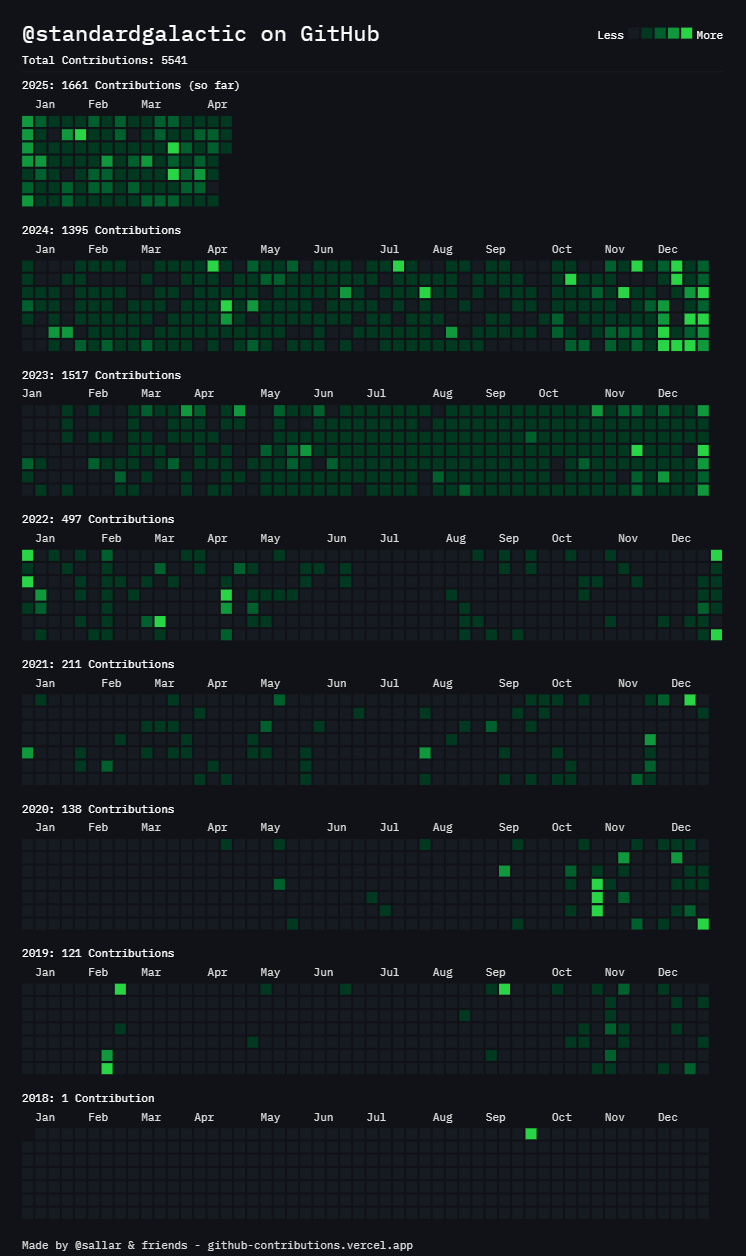 @standardgalactic on GitHub
Less More
Total Contributions: 5541
2025: 1661 Contributions (so far)
Jan Feb Mar Apr
2024: 1395 Contributions
Jan Feb Mar Apr May Jun Jul Aug Sep Oct Nov Dec
2023: 1517 Contributions
Jan Feb Mar Apr May Jun Jul Aug Sep Oct Nov Dec
2022: 497 Contributions
Jan Feb Mar Apr May Jun Jul Aug Sep Oct Nov Dec
2021: 211 Contributions
Jan Feb Mar Apr May Jun Jul Aug Sep Oct Nov Dec
2020: 138 Contributions
Jan Feb Mar Apr May Jun Jul Aug Sep Oct Nov Dec
2019: 121 Contributions
Jan Feb Mar Apr May Jun Jul Aug Sep Oct Nov Dec
2018: 1 Contribution
Jan Feb Mar Apr May Jun Jul Aug Sep Oct Nov Dec
Made by @sallar & friends - github-contributions.vercel.app